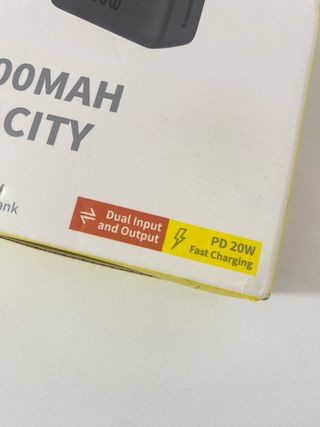 00MAH
CITY
ank
Dual Input
and Output
PD 20W
Fast Charging